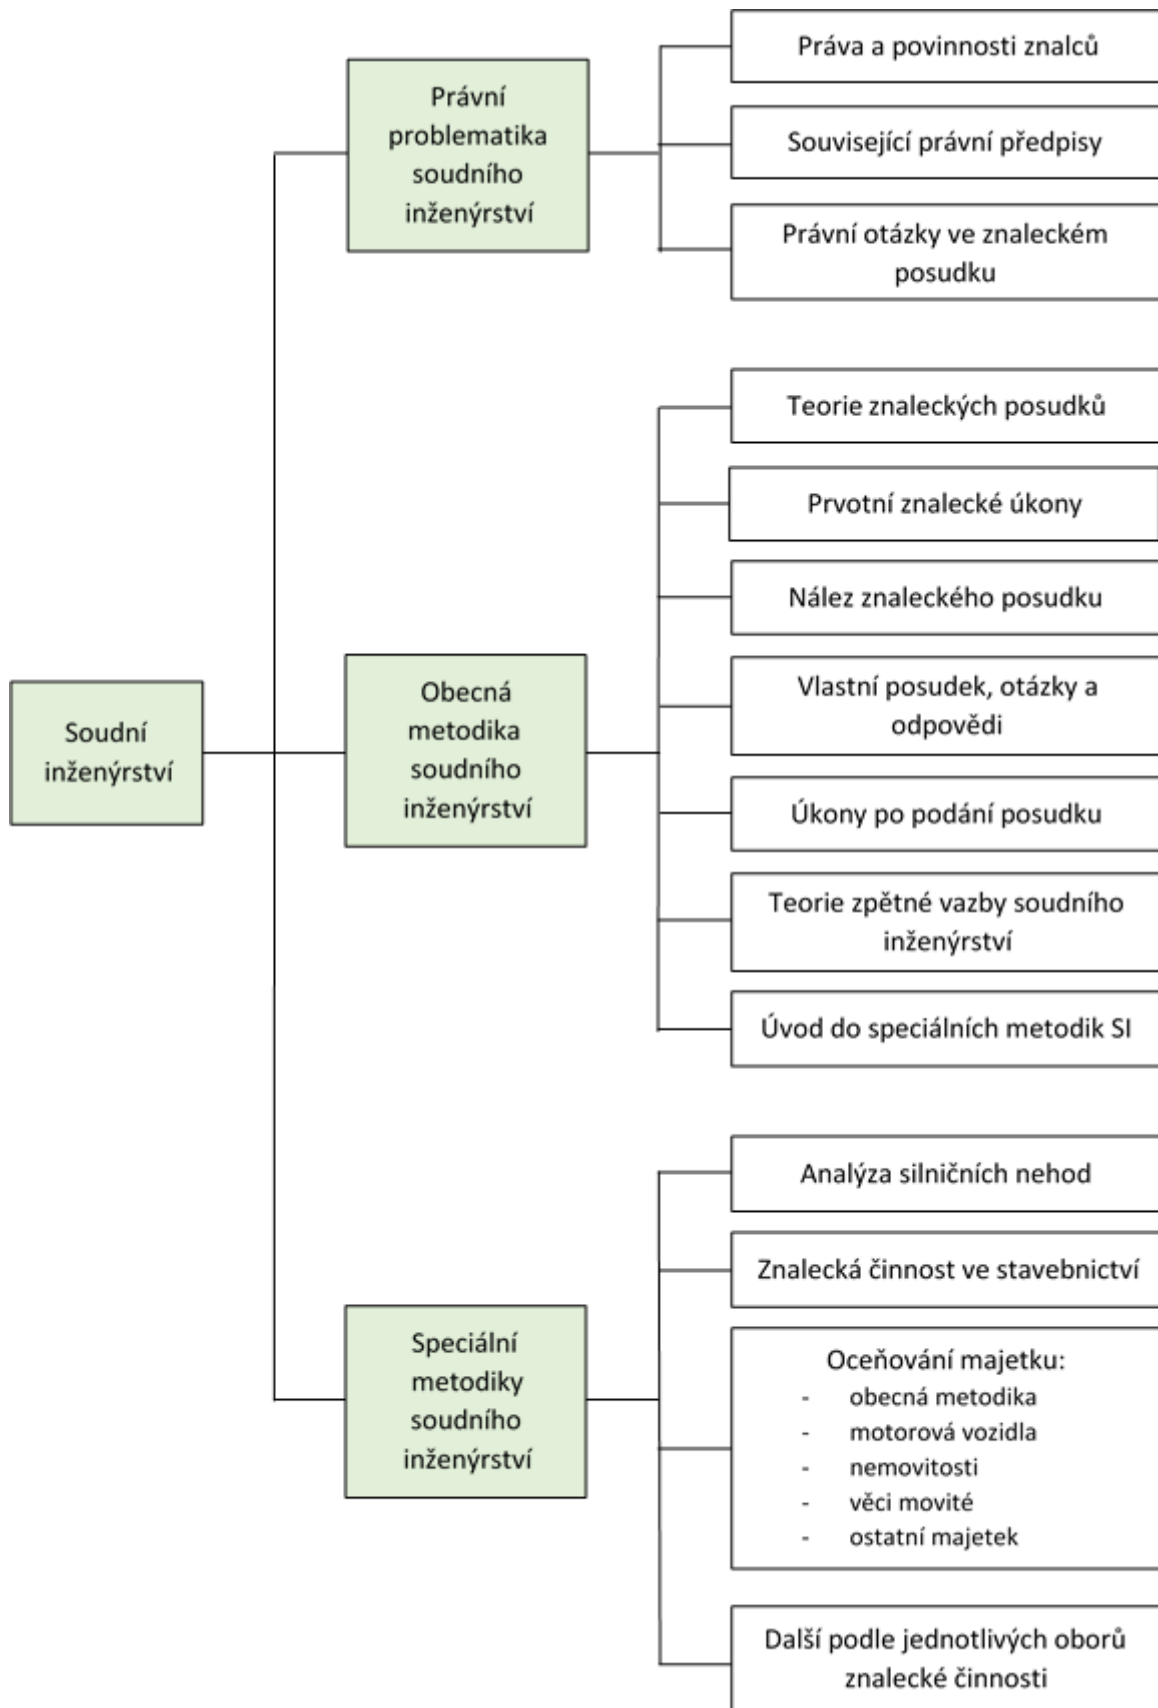 Práva a povinnosti znalců
Právní
problematika
soudního
inženýrství
Související právní předpisy
Právní otázky ve znaleckém
posudku
Teorie znaleckých posudků
Prvotní znalecké úkony
Nález znaleckého posudku
Vlastní posudek, otázky a
odpovědi
Soudní
inženýrství
Obecná
metodika
soudního
inženýrství
Úkony po podání posudku
Teorie zpětné vazby soudního
inženýrství
Úvod do speciálních metodik SI
Analýza silničních nehod
Znalecká činnost ve stavebnictví
Speciální
metodiky
soudního
inženýrství
Oceňování majetku:
- obecná metodika
- motorová vozidla
- nemovitosti
- věci movité
- ostatní majetek
Další podle jednotlivých oborů
znalecké činnosti